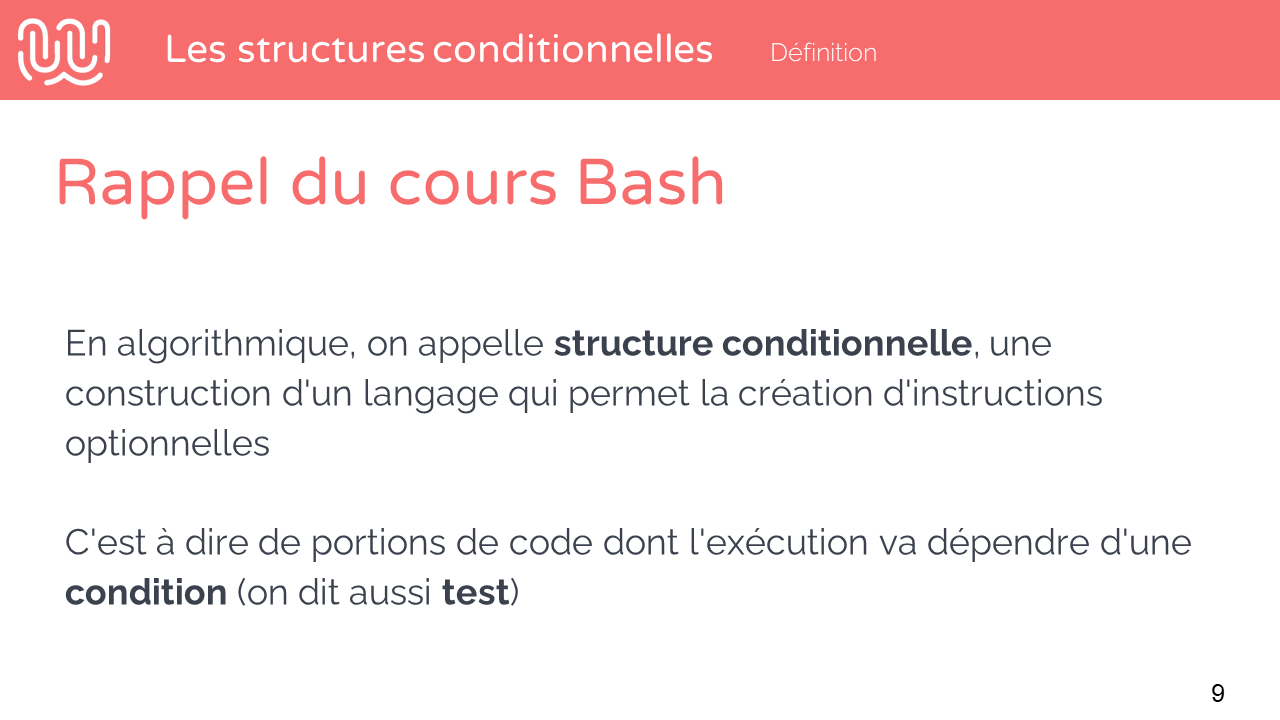 Les structures conditionnelles Définition
Rappel du cours Bash
En algorithmique, on appelle structure conditionnelle, une
construction d'un langage qui permet la création d'instructions
optionnelles
C'est à dire de portions de code dont l'exécution va dépendre d'une
condition (on dit aussi test)
9